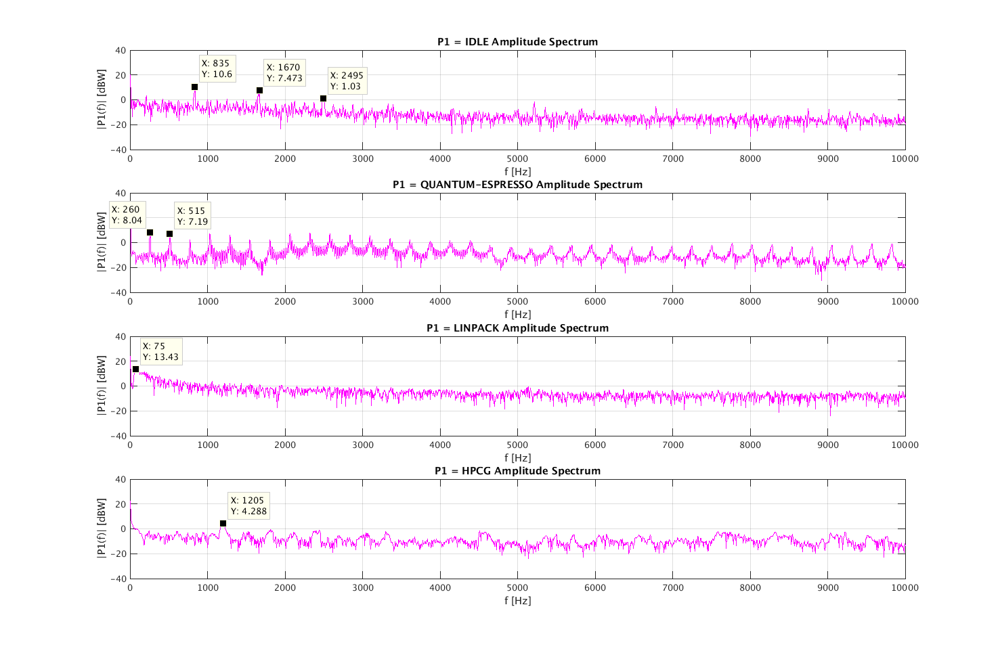 P1 = IDLE Amplitude Spectrum
|P1(f)| [dBW]
40
20
0
−20
−40
X: 835
Y: 10.6
X: 1670
Y: 7.473
X: 2495
Y: 1.03
0 1000 2000 3000 4000 5000 6000 7000 8000 9000 10000
f [Hz]
P1 = QUANTUM−ESPRESSO Amplitude Spectrum
|P1(f)| [dBW]
40
0
−20
−40
X: 260
Y: 8.04
X: 515
Y: 7.19
0 1000 2000 3000 4000 5000 6000 7000 8000 9000 10000
f [Hz]
P1 = LINPACK Amplitude Spectrum
|P1(f)| [dBW]
40
20
0
−20
−40
X: 75
Y: 13.43
0 1000 2000 3000 4000 5000 6000 7000 8000 9000 10000
f [Hz]
P1 = HPCG Amplitude Spectrum
|P1(f)| [dBW]
40
20
0
−20
−40
X: 1205
Y: 4.288
0 1000 2000 3000 4000 5000 6000 7000 8000 9000 10000
f [Hz]